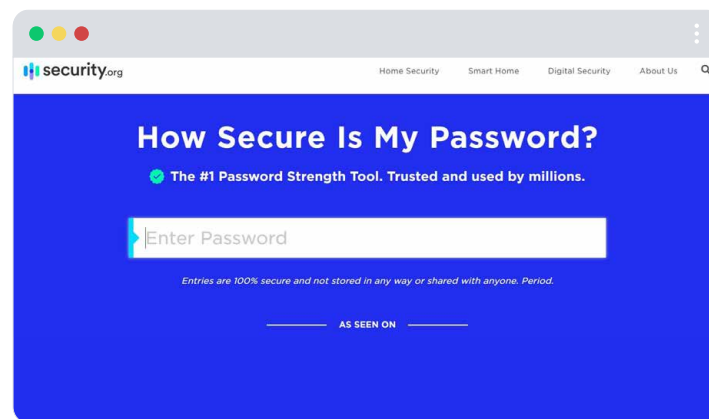 security.org
Home Security Smart Home Digital Security About Us
How Secure Is My Password?
The #1 Password Strength Tool. Trusted and used by millions.
Enter Password
Entries are 100% secure and not stored in any way or shared with anyone. Period.
AS SEEN ON